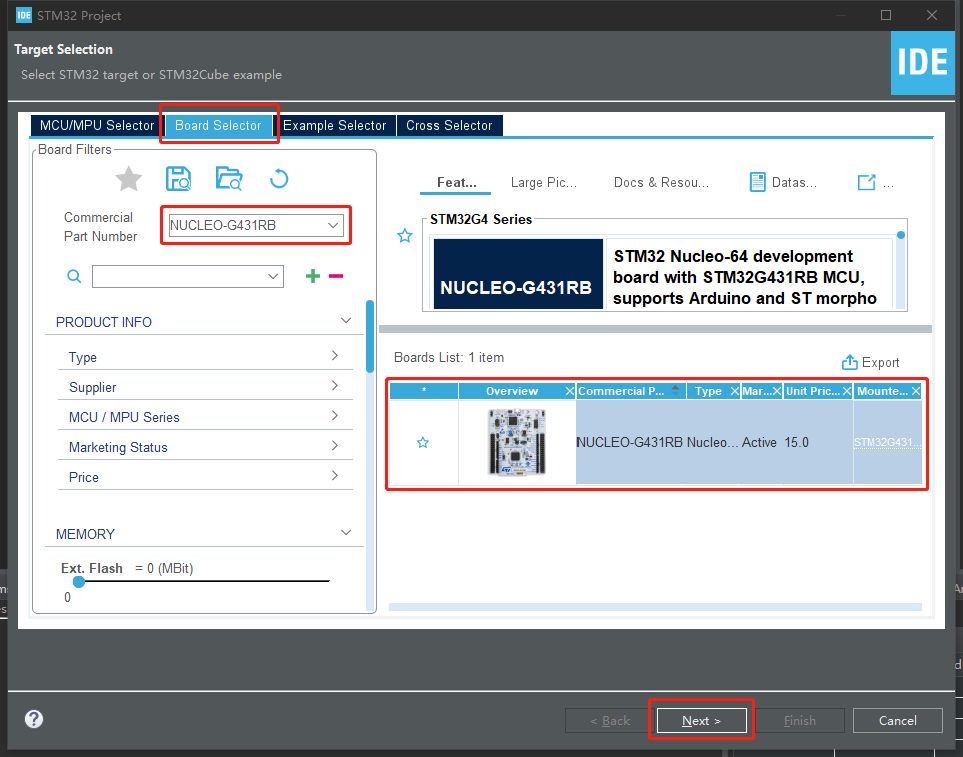 IDE STM32 Project
Target Selection
Select STM32 target or STM32Cube example
IDE
MCU/MPU Selector Board Selector Example Selector Cross Selector
Board Filters
Commercial
Part Number
NUCLEO-G431RB
PRODUCT INFO
Type
Supplier
MCU / MPU Series
Marketing Status
Price
MEMORY
Ext. Flash = 0 (MBit)
0
Feat... Large Pic... Docs & Resou... Datas... ...
STM32G4 Series
NUCLEO-G431RB
STM32 Nucleo-64 development
board with STM32G431RB MCU,
supports Arduino and ST morpho
Boards List: 1 item
Export
* Overview Commercial P... Type Mar... Unit Pric... Mounte...
NUCLEO-G431RB Nucleo... Active 15.0 STM32G431...
< Back Next > Finish Cancel